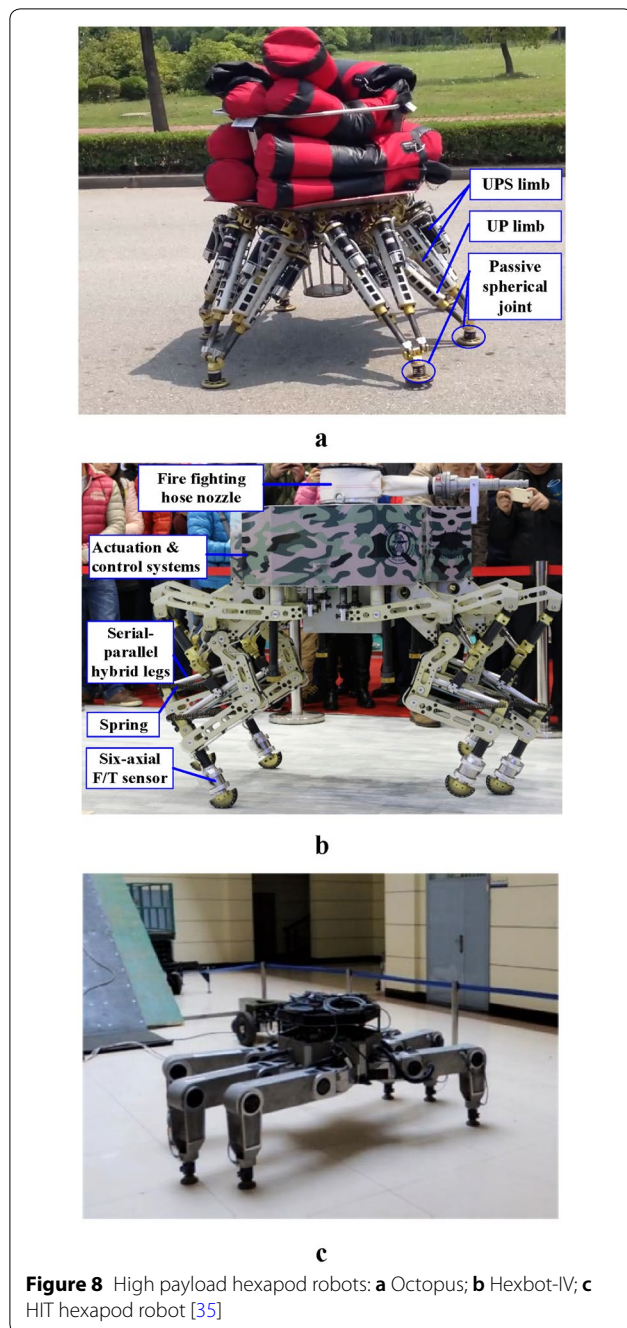 UPS limb
UP limb
Passive
spherical
joint
a
Fire fighting
hose nozzle
Actuation &
control systems
Serial-
parallel
hybrid legs
Spring
Six-axial
F/T sensor
b
c
Figure 8 High payload hexapod robots: a Octopus; b Hexbot-IV; c
HIT hexapod robot [35]